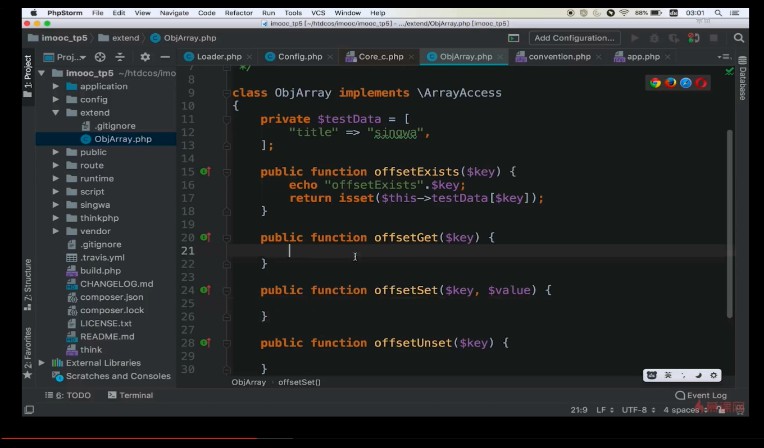 PhpStorm File Edit View Navigate Code Refactor Run Tools VCS Window Help 88% 03:01
imooc_tp5 [~/htdcos/imooc/imooc_tp5] - .../extend/ObjArray.php [imooc_tp5]
imooc_tp5 extend ObjArray.php Add Configuration...
1: Project Proj... Loader.php Config.php Core_c.php ObjArray.php convention.php app.php
Database
imooc_tp5 ~/htdcos/imo
application
config
extend
.gitignore
ObjArray.php
public
route
runtime
script
singwa
thinkphp
vendor
.gitignore
.travis.yml
build.php
CHANGELOG.md
composer.json
composer.lock
LICENSE.txt
README.md
think
External Libraries
Scratches and Consoles
7: Structure
2: Favorites
*/
8
9 class ObjArray implements \ArrayAccess
10 {
11 private $testData = [
12 "title" => "singwa",
13 ];
14
15 public function offsetExists($key) {
16 echo "offsetExists".$key;
17 return isset($this->testData[$key]);
18 }
19
20 public function offsetGet($key) {
21
22 }
23
24 public function offsetSet($key, $value) {
25
26 }
27
28 public function offsetUnset($key) {
29
30 }
ObjArray › offsetSet()
英
6: TODO Terminal Event Log
21:9 LF UTF-8 4 spaces